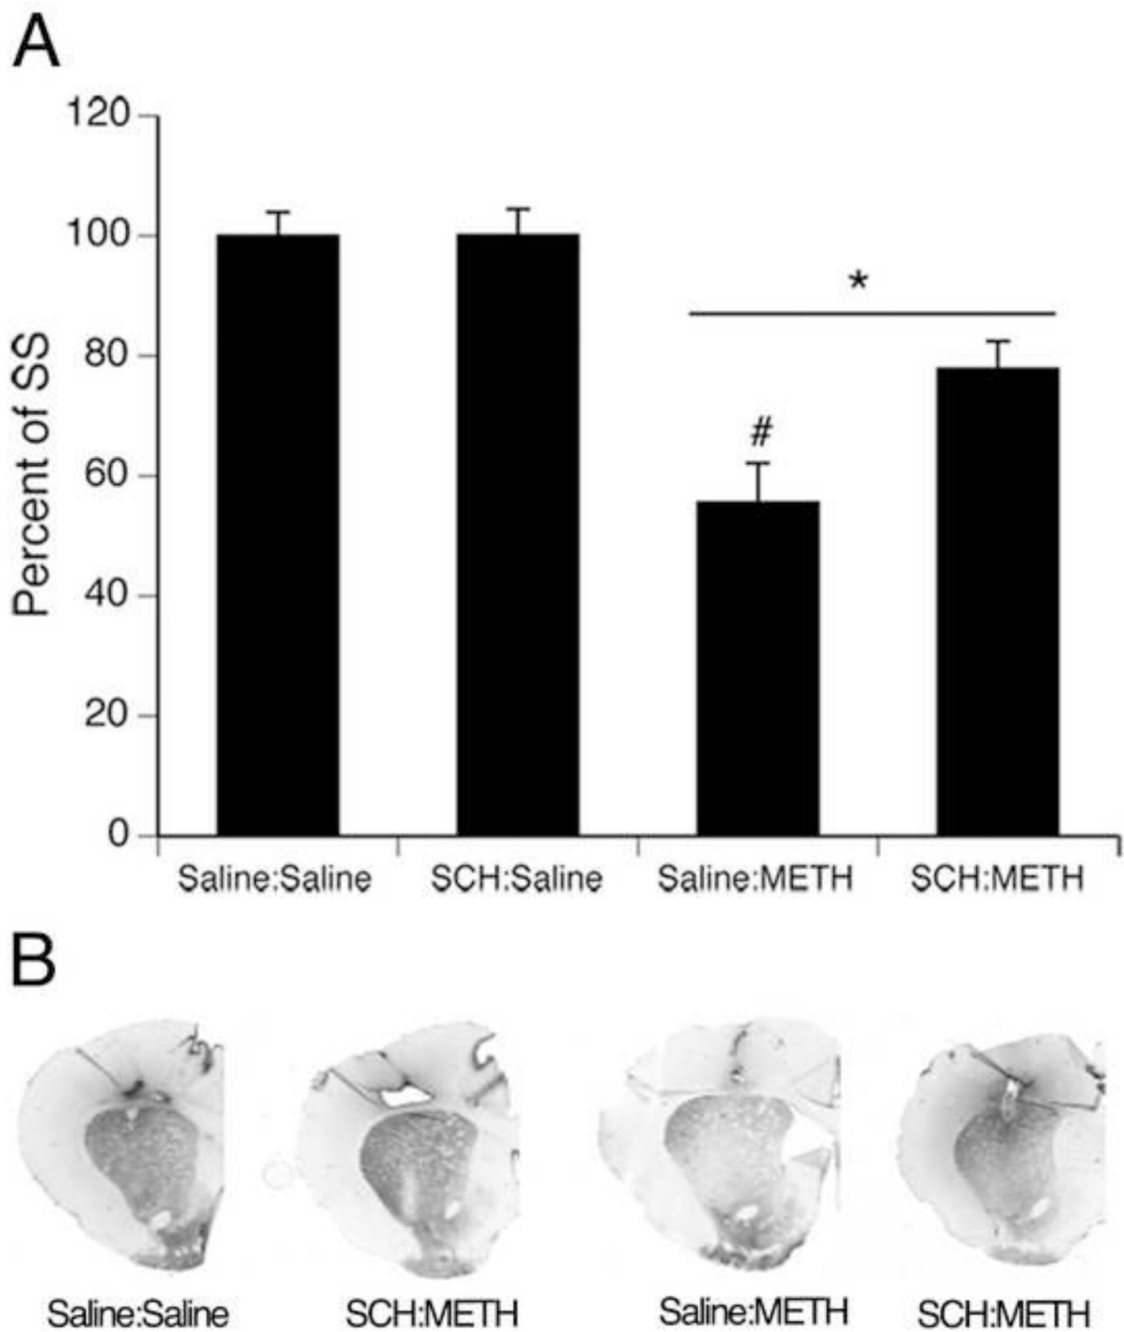 A
120
100
80
60
40
20
0
Percent of SS
*
#
Saline:Saline SCH:Saline Saline:METH SCH:METH
B
Saline:Saline SCH:METH Saline:METH SCH:METH